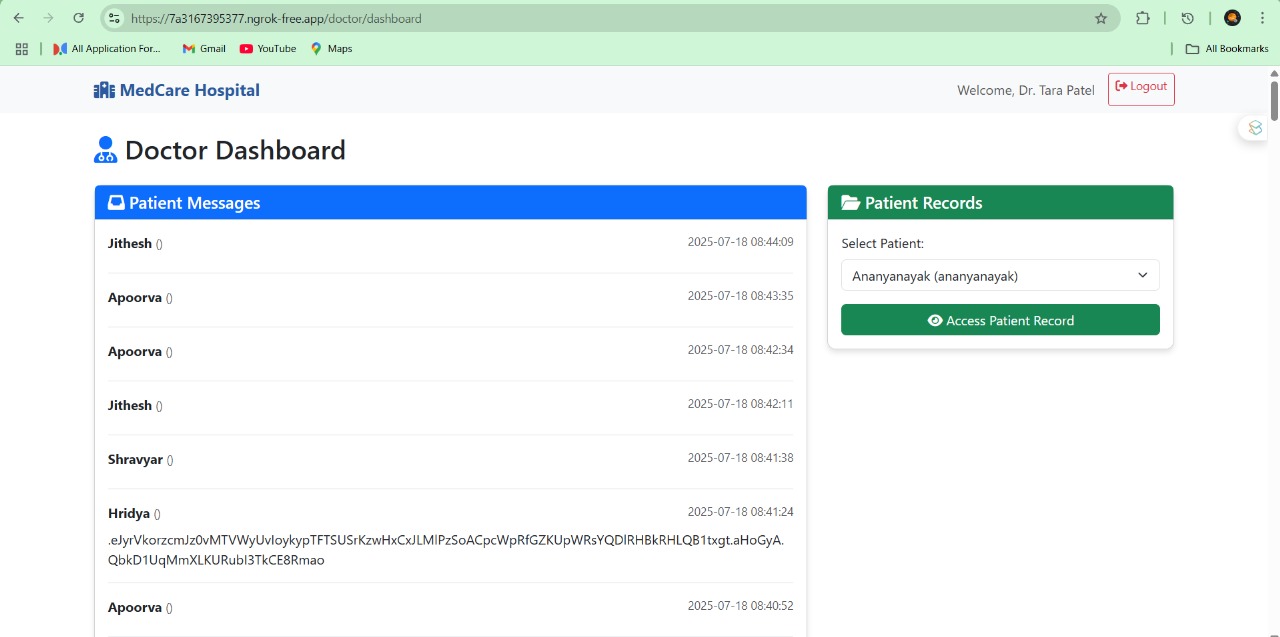 https://7a3167395377.ngrok-free.app/doctor/dashboard
All Application For...
Gmail
YouTube
Maps
All Bookmarks
MedCare Hospital
Welcome, Dr. Tara Patel
Logout
Doctor Dashboard
Patient Messages
Jithesh () 2025-07-18 08:44:09
Apoorva () 2025-07-18 08:43:35
Apoorva () 2025-07-18 08:42:34
Jithesh () 2025-07-18 08:42:11
Shravyar () 2025-07-18 08:41:38
Hridya () 2025-07-18 08:41:24
.eJyrVkorzcmJz0vMTVWyUvIoykypTFTSUSrKzwHxCxJLMlPzSoACpcWpRfGZKUpWRsYQDlRHBkRHLQB1txgt.aHoGyA.
QbkD1UqMmXLKURubI3TkCE8Rmao
Apoorva () 2025-07-18 08:40:52
Patient Records
Select Patient:
Ananyanayak (ananyanayak)
Access Patient Record